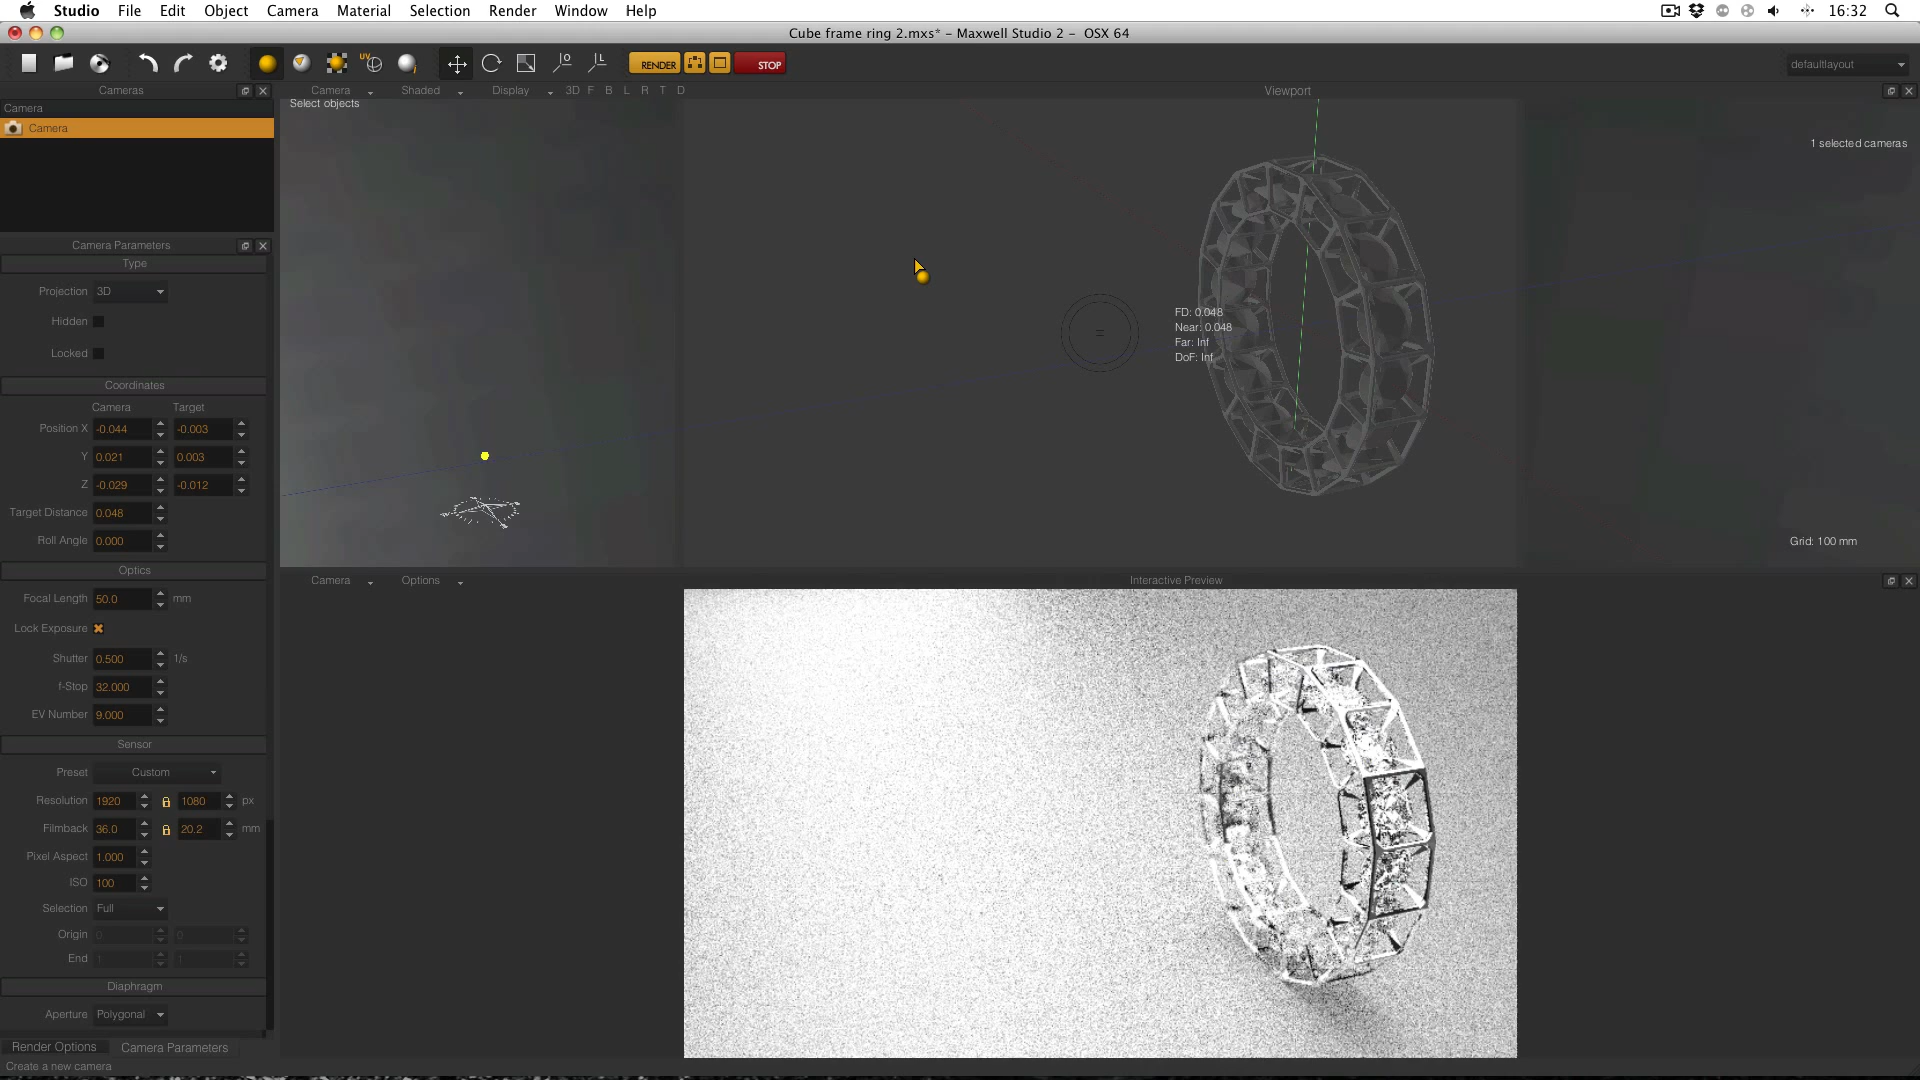 Studio File Edit Object Camera Material Selection Render Window Help 16:32
Cube frame ring 2.mxs* - Maxwell Studio 2 - OSX 64
UV RENDER STOP defaultlayout
Cameras Camera Shaded Display 3D F B L R T D Viewport
Camera Select objects
Camera
1 selected cameras
Camera Parameters
Type
Projection 3D
Hidden
FD: 0.048
Near: 0.048
Far: Inf
DoF: Inf
Locked
Coordinates
Camera Target
Position X -0.044 -0.003
Y 0.021 0.003
Z -0.029 -0.012
Target Distance 0.048
Roll Angle 0.000
Grid: 100 mm
Optics
Camera Options Interactive Preview
Focal Length 50.0 mm
Lock Exposure
Shutter 0.500 1/s
f-Stop 32.000
EV Number 9.000
Sensor
Preset Custom
Resolution 1920 1080 px
Filmback 36.0 20.2 mm
Pixel Aspect 1.000
ISO 100
Selection Full
Origin 0 0
End 1 1
Diaphragm
Aperture Polygonal
Render Options Camera Parameters
Create a new camera